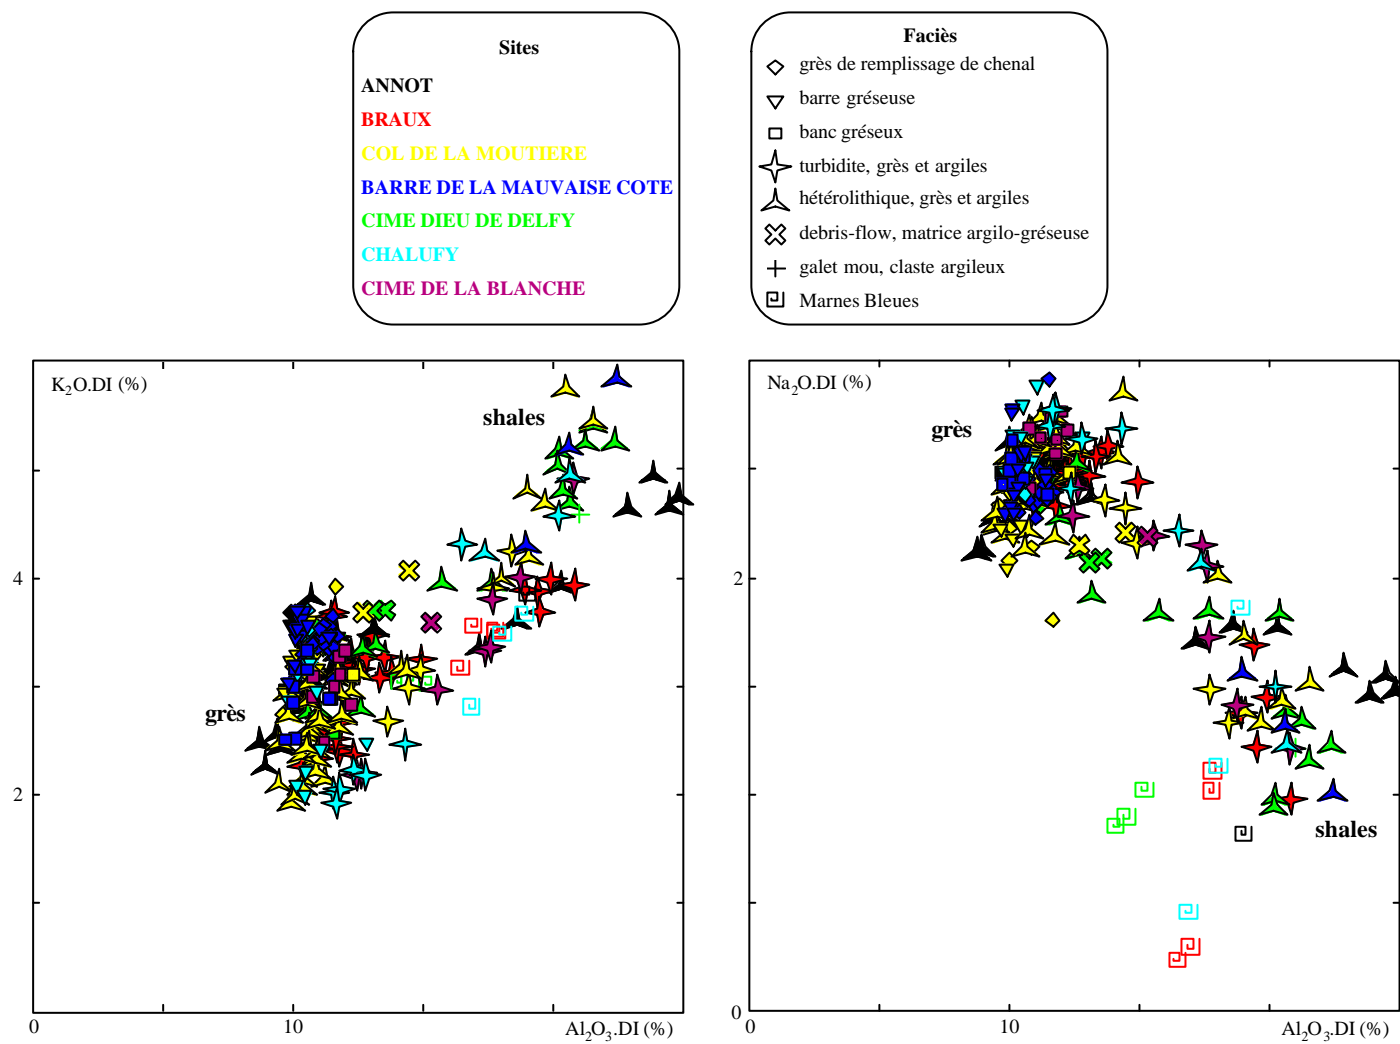 Sites
ANNOT
BRAUX
COL DE LA MOUTIERE
BARRE DE LA MAUVAISE COTE
CIME DIEU DE DELFY
CHALUFY
CIME DE LA BLANCHE
Faciès
grès de remplissage de chenal
barre gréseuse
banc gréseux
turbidite, grès et argiles
hétérolithique, grès et argiles
debris-flow, matrice argilo-gréseuse
galet mou, claste argileux
Marnes Bleues
K₂O.DI (%)
shales
4
grès
2
0
10
Al₂O₃.DI (%)
Na₂O.DI (%)
grès
2
shales
0
0
10
Al₂O₃.DI (%)